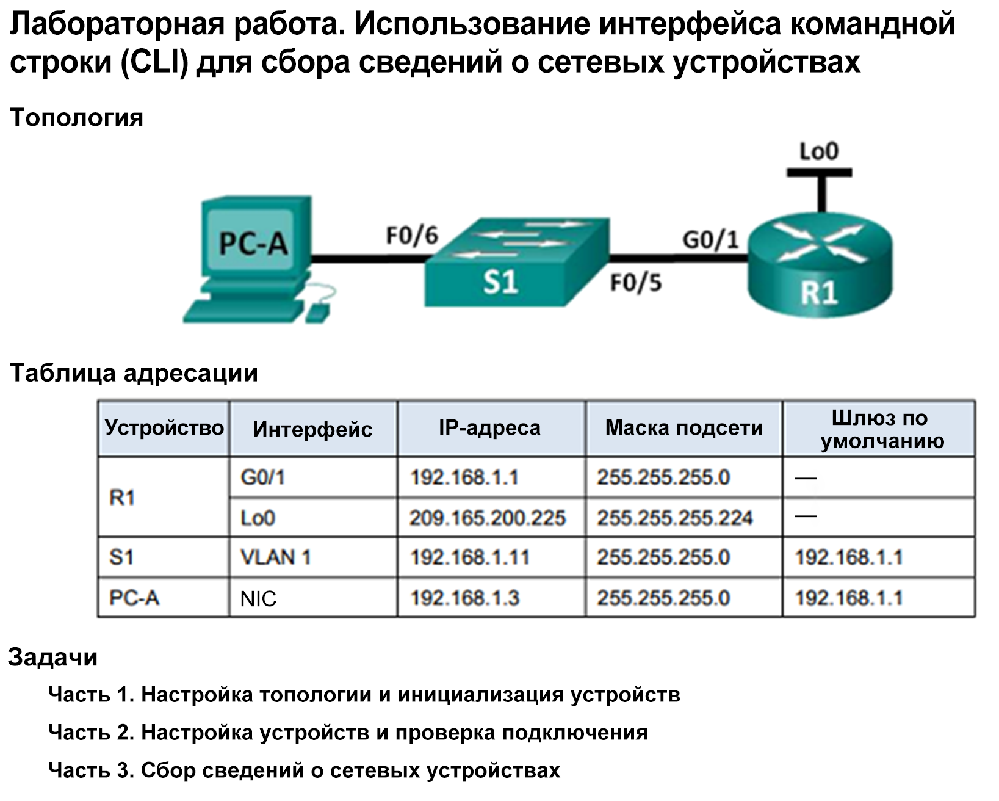 Лабораторная работа. Использование интерфейса командной
строки (CLI) для сбора сведений о сетевых устройствах
Топология
Lo0
PC-A
F0/6
S1
F0/5
G0/1
R1
Таблица адресации
Устройство Интерфейс IP-адреса Маска подсети Шлюз по
умолчанию
R1 G0/1 192.168.1.1 255.255.255.0 —
Lo0 209.165.200.225 255.255.255.224 —
S1 VLAN 1 192.168.1.11 255.255.255.0 192.168.1.1
PC-A NIC 192.168.1.3 255.255.255.0 192.168.1.1
Задачи
Часть 1. Настройка топологии и инициализация устройств
Часть 2. Настройка устройств и проверка подключения
Часть 3. Сбор сведений о сетевых устройствах